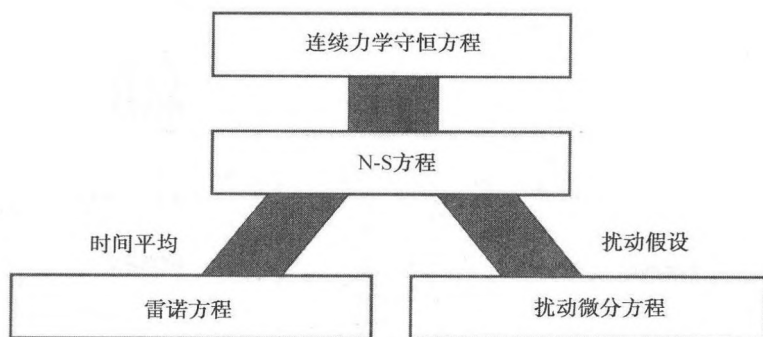 连续力学守恒方程
N-S方程
时间平均
扰动假设
雷诺方程
扰动微分方程